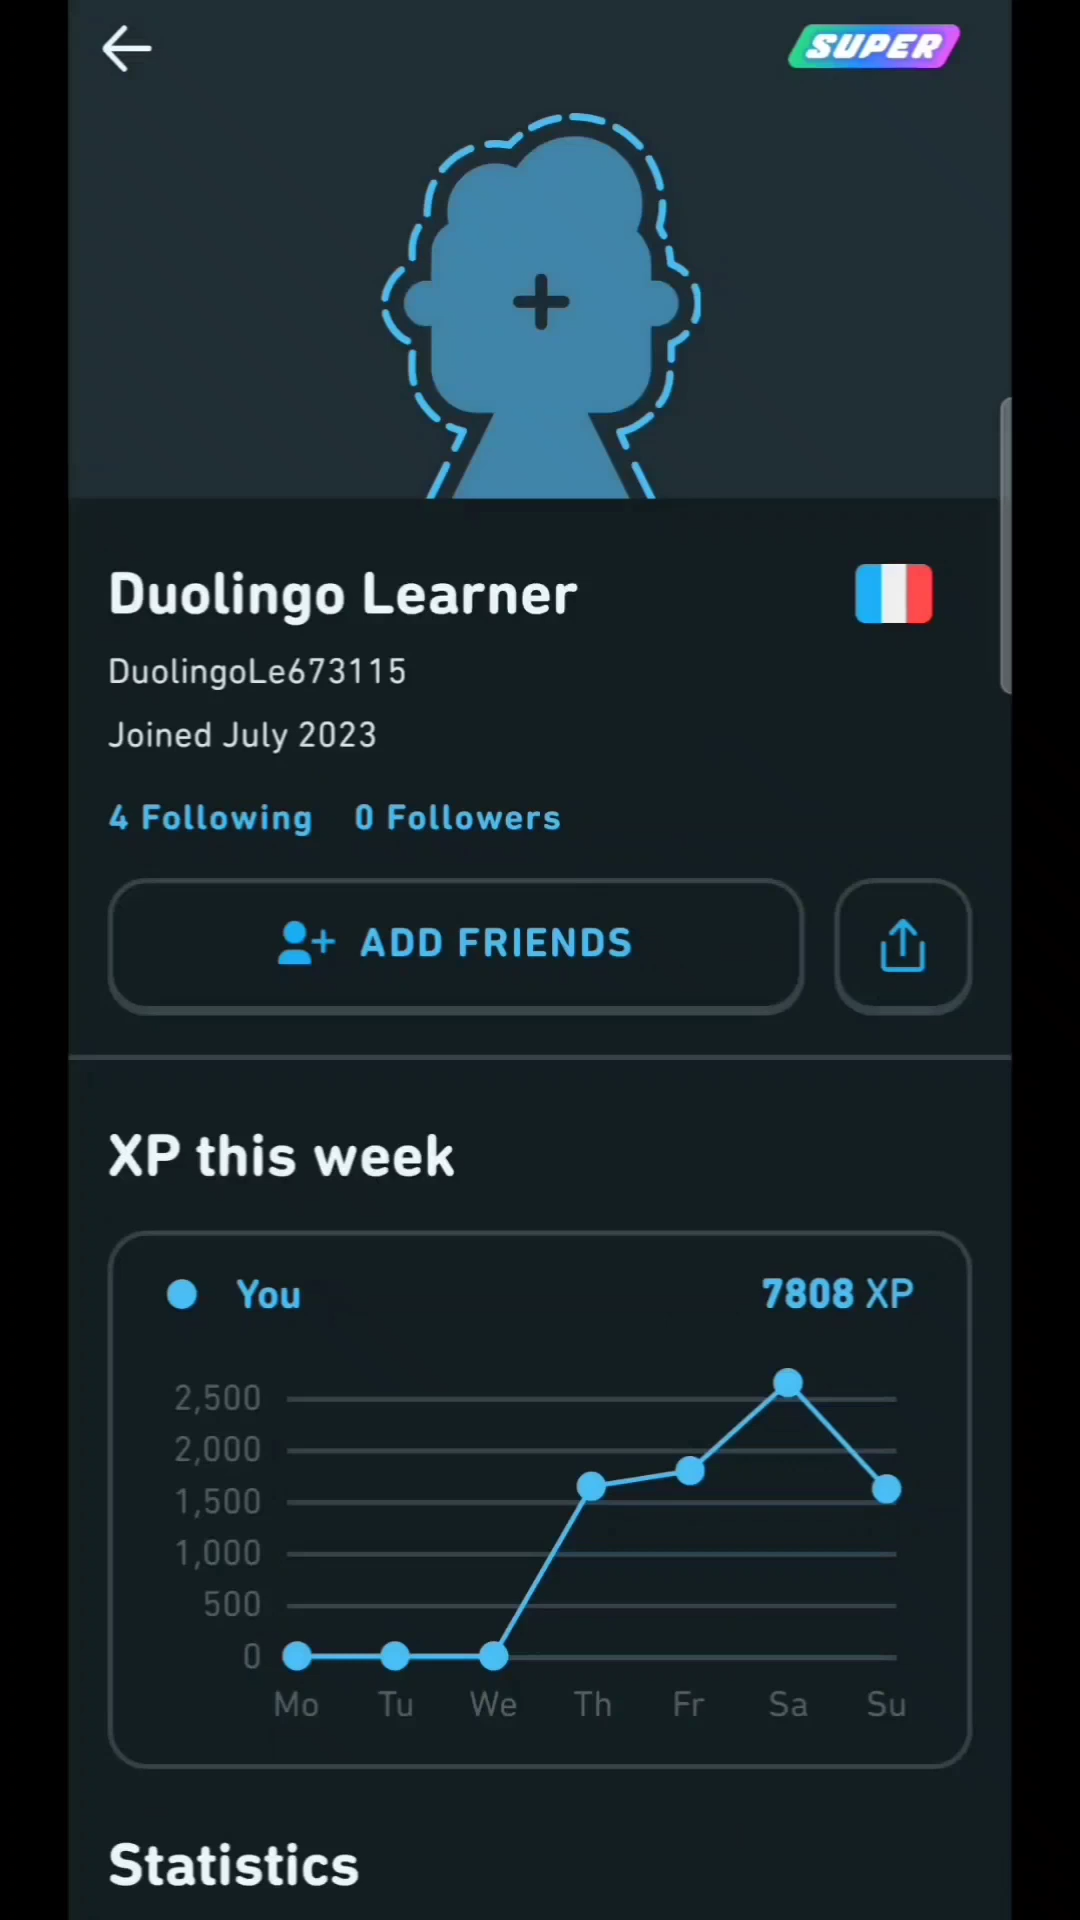 SUPER
Duolingo Learner
DuolingoLe673115
Joined July 2023
4 Following 0 Followers
ADD FRIENDS
XP this week
You 7808 XP
2,500
2,000
1,500
1,000
500
0
Mo Tu We Th Fr Sa Su
Statistics